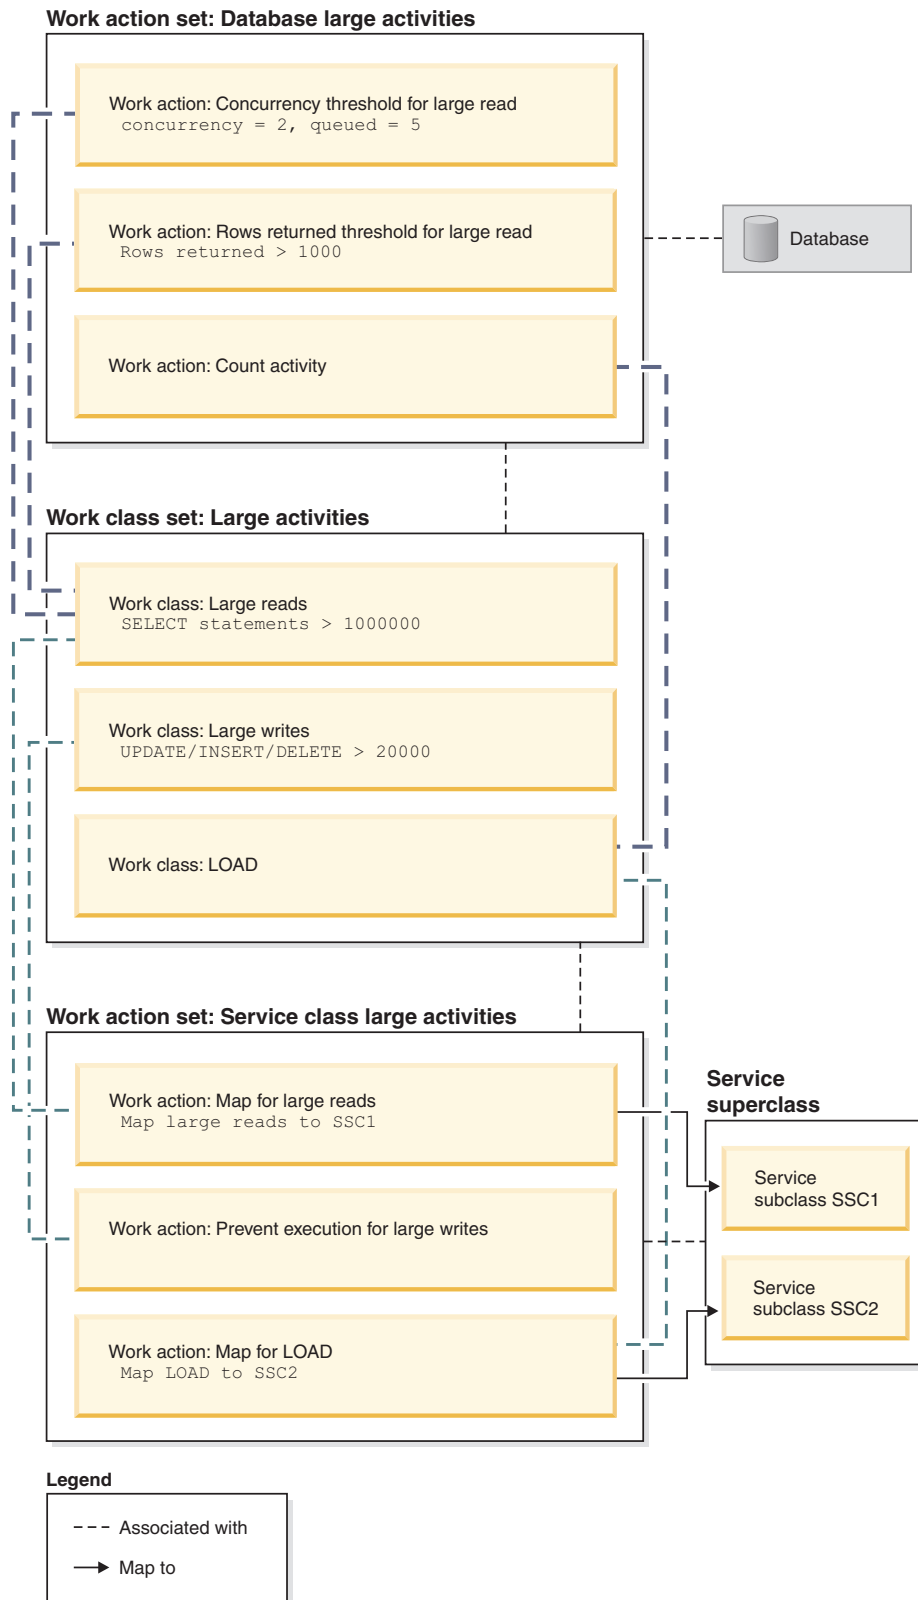 Work action set: Database large activities
Work action: Concurrency threshold for large read
concurrency = 2, queued = 5
Work action: Rows returned threshold for large read
Rows returned > 1000
Database
Work action: Count activity
Work class set: Large activities
Work class: Large reads
SELECT statements > 1000000
Work class: Large writes
UPDATE/INSERT/DELETE > 20000
Work class: LOAD
Work action set: Service class large activities
Work action: Map for large reads
Map large reads to SSC1
Work action: Prevent execution for large writes
Work action: Map for LOAD
Map LOAD to SSC2
Service
superclass
Service
subclass SSC1
Service
subclass SSC2
Legend
Associated with
Map to